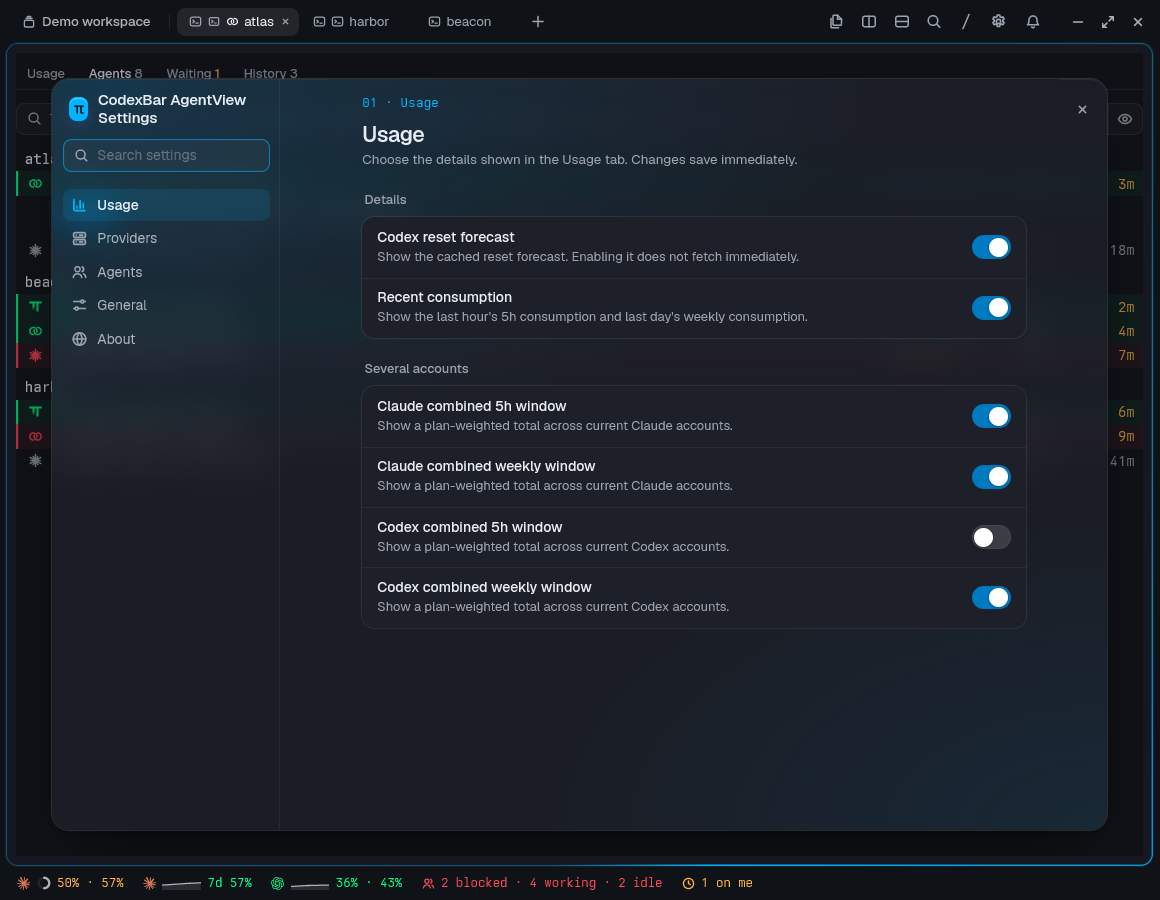 Demo workspace
atlas
harbor
beacon
Usage
Agents 8
Waiting 1
History 3
CodexBar AgentView
Settings
Search settings
Usage
Providers
Agents
General
About
01 · Usage
Usage
Choose the details shown in the Usage tab. Changes save immediately.
Details
Codex reset forecast
Show the cached reset forecast. Enabling it does not fetch immediately.
Recent consumption
Show the last hour's 5h consumption and last day's weekly consumption.
Several accounts
Claude combined 5h window
Show a plan-weighted total across current Claude accounts.
Claude combined weekly window
Show a plan-weighted total across current Claude accounts.
Codex combined 5h window
Show a plan-weighted total across current Codex accounts.
Codex combined weekly window
Show a plan-weighted total across current Codex accounts.
3m
18m
2m
4m
7m
6m
9m
41m
50% · 57%
7d 57%
36% · 43%
2 blocked · 4 working · 2 idle
1 on me